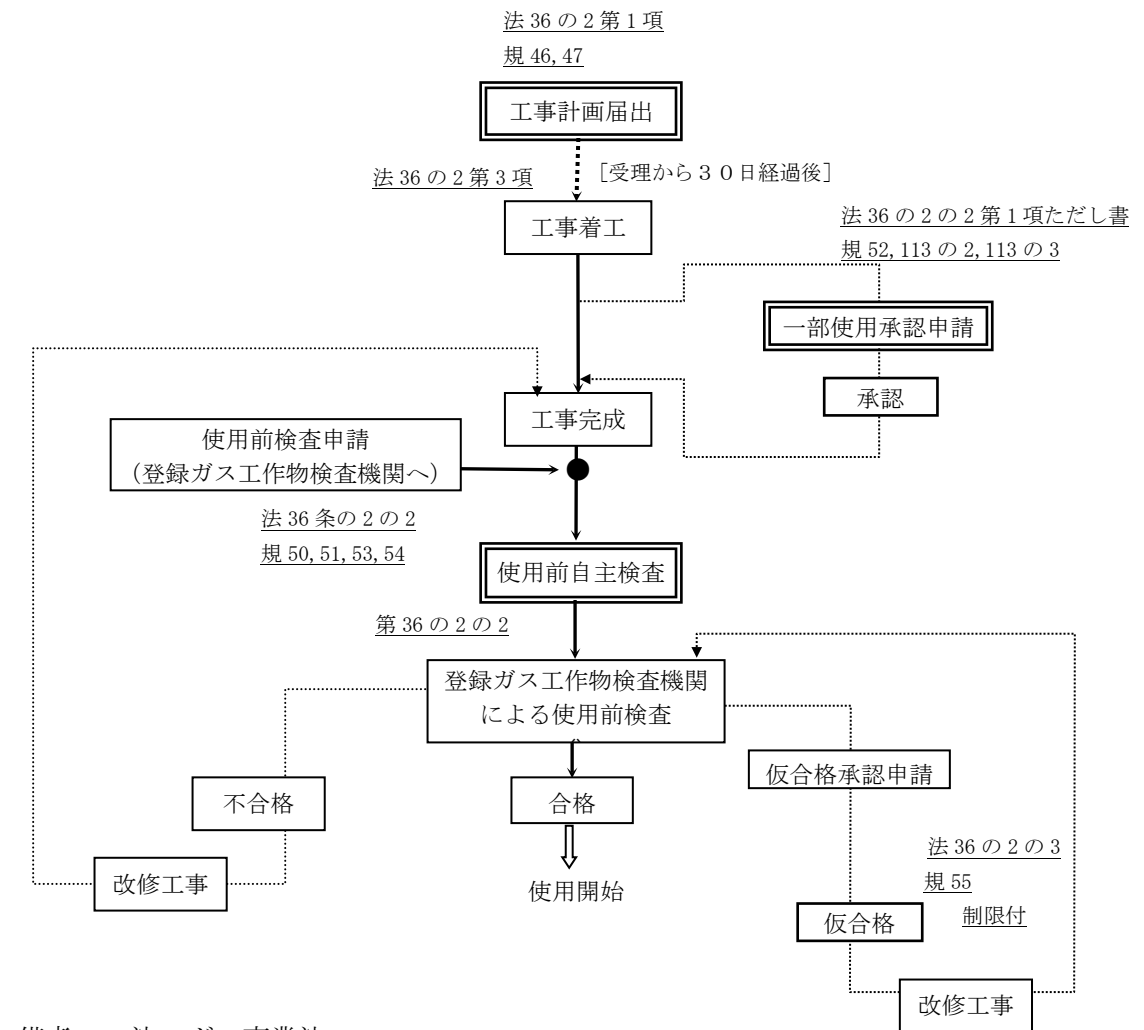 法 36 の 2 第 1 項
規 46, 47
工事計画届出
法 36 の 2 第 3 項
［受理から３０日経過後］
工事着工
法 36 の 2 の 2 第 1 項ただし書
規 52, 113 の 2, 113 の 3
一部使用承認申請
承認
工事完成
使用前検査申請
（登録ガス工作物検査機関へ）
法 36 条の 2 の 2
規 50, 51, 53, 54
使用前自主検査
第 36 の 2 の 2
登録ガス工作物検査機関
による使用前検査
仮合格承認申請
不合格
合格
法 36 の 2 の 3
規 55
改修工事
使用開始
仮合格
制限付
改修工事